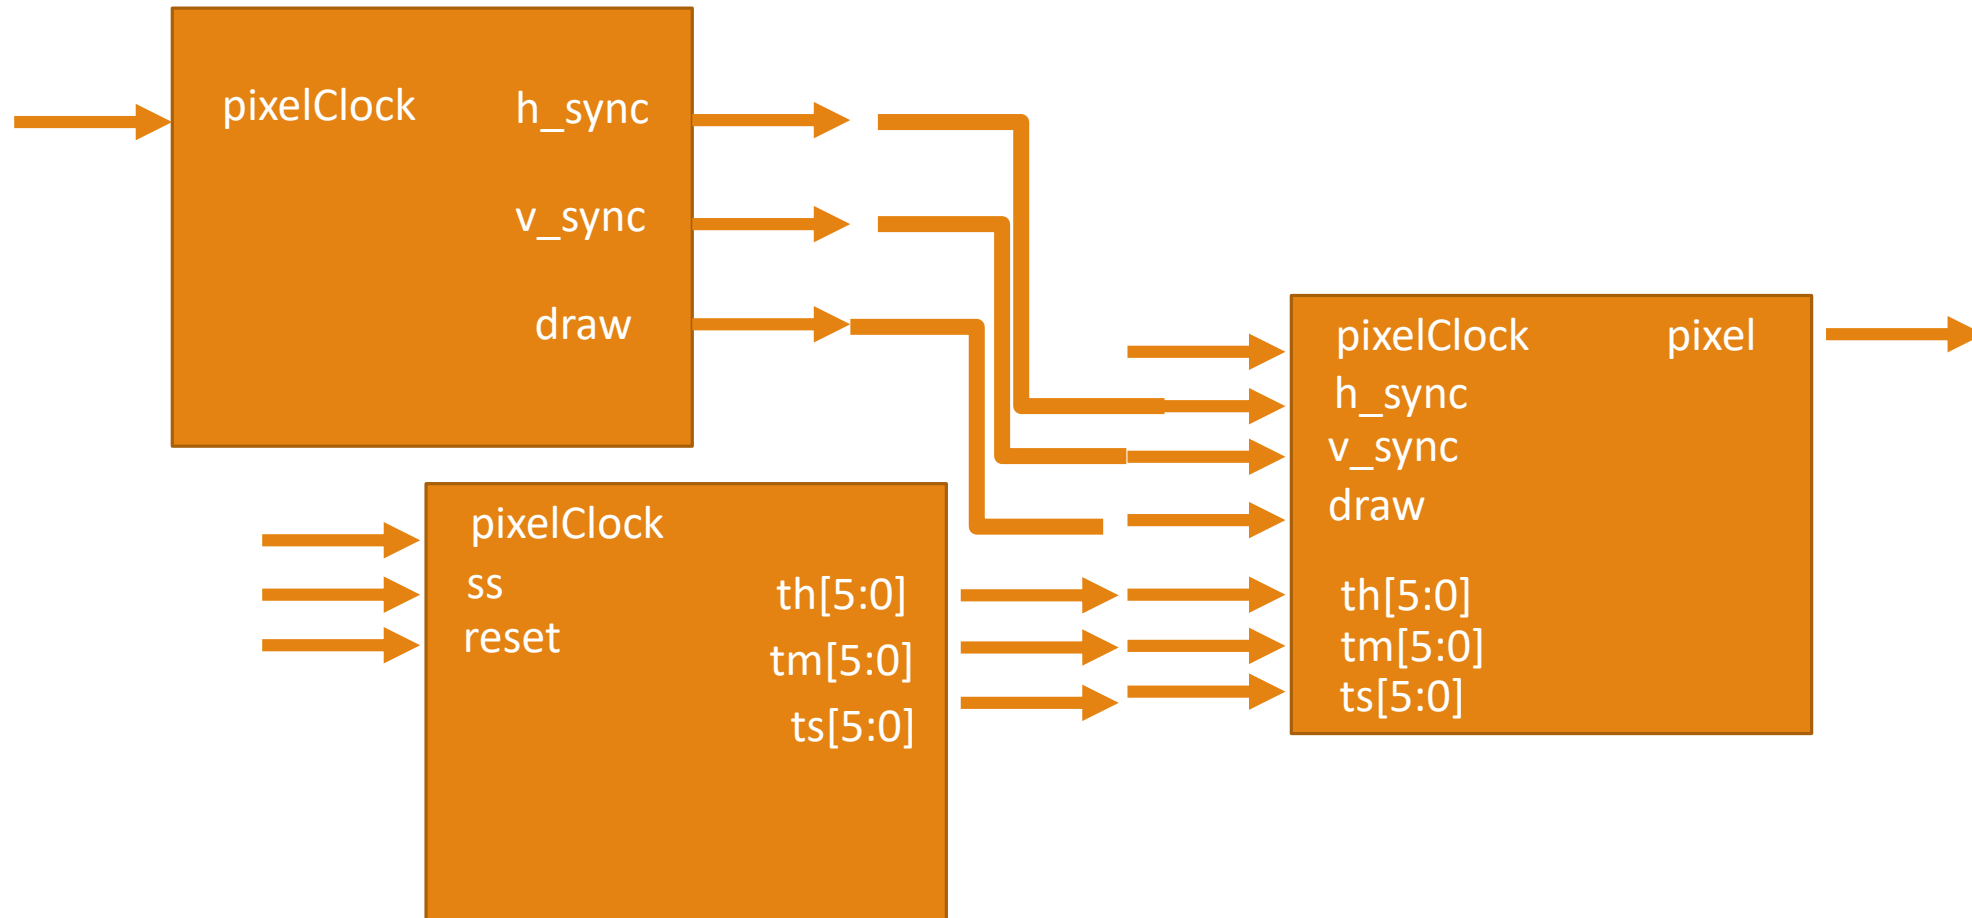 pixelClock
h_sync
v_sync
draw
pixelClock
ss
reset
th[5:0]
tm[5:0]
ts[5:0]
pixelClock
h_sync
v_sync
draw
th[5:0]
tm[5:0]
ts[5:0]
pixel